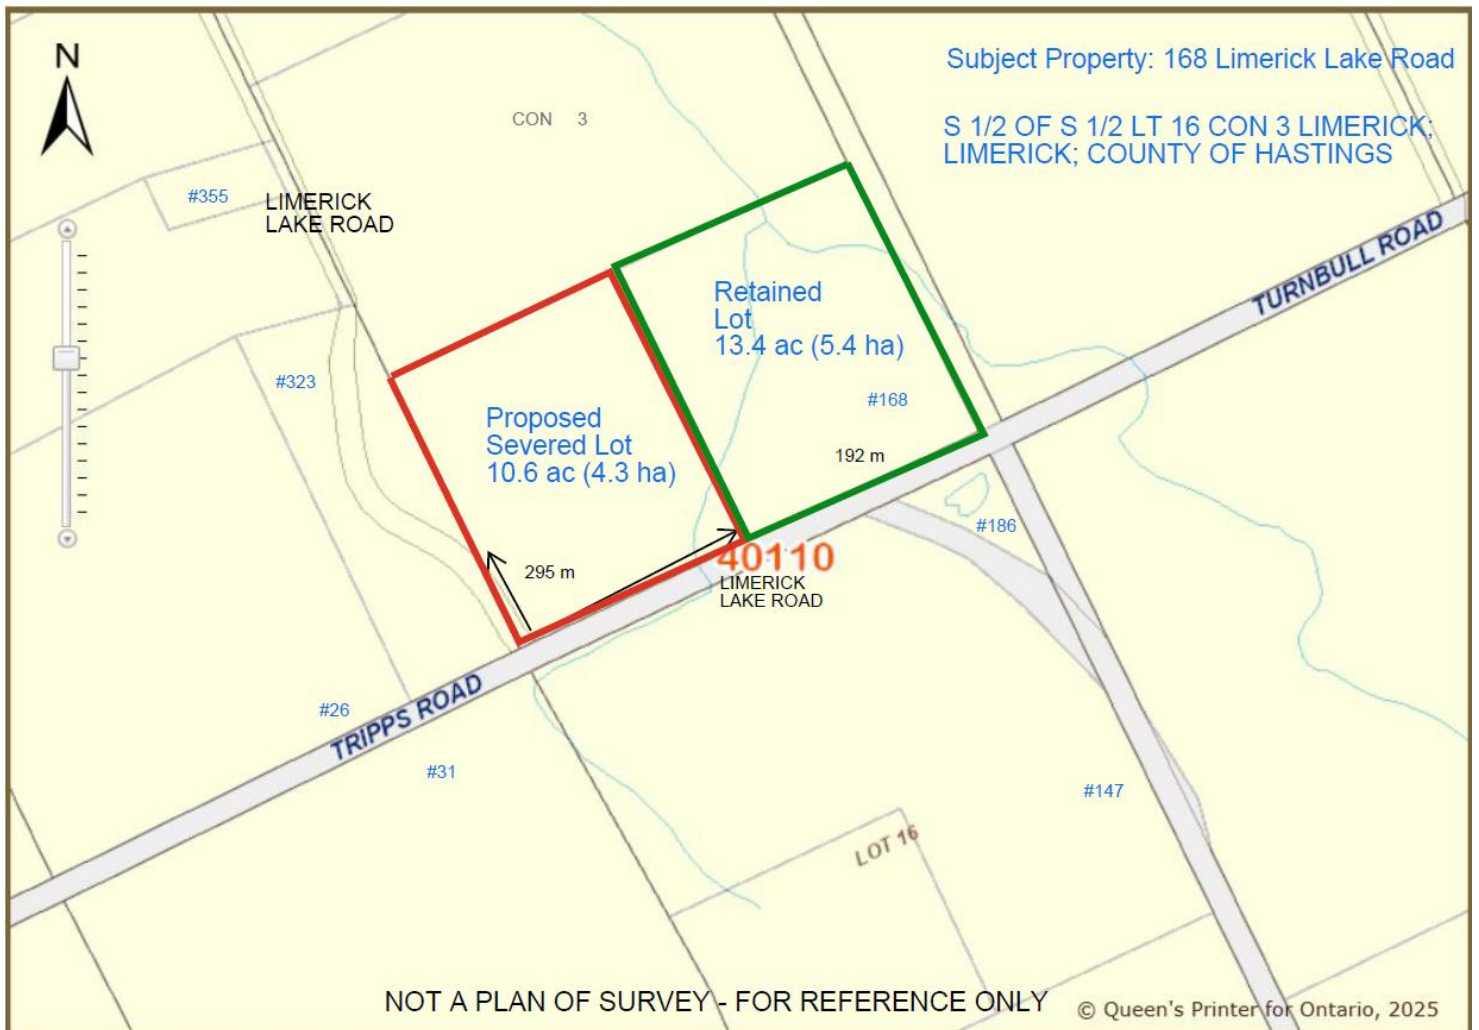 N
Subject Property: 168 Limerick Lake Road
S 1/2 OF S 1/2 LT 16 CON 3 LIMERICK;
LIMERICK; COUNTY OF HASTINGS
CON 3
#355
LIMERICK
LAKE ROAD
TURNBULL ROAD
Retained
Lot
13.4 ac (5.4 ha)
#323
#168
Proposed
Severed Lot
10.6 ac (4.3 ha)
192 m
#186
40110
295 m
LIMERICK
LAKE ROAD
#26
TRIPPS ROAD
#31
#147
LOT 16
NOT A PLAN OF SURVEY - FOR REFERENCE ONLY
© Queen's Printer for Ontario, 2025